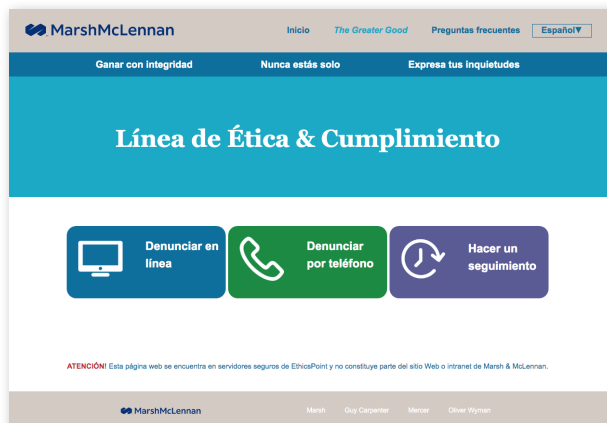 MarshMcLennan
Inicio The Greater Good Preguntas frecuentes Español▼
Ganar con integridad Nunca estás solo Expresa tus inquietudes
Línea de Ética & Cumplimiento
Denunciar en
línea
Denunciar
por teléfono
Hacer un
seguimiento
ATENCIÓN! Esta página web se encuentra en servidores seguros de EthicsPoint y no constituye parte del sitio Web o intranet de Marsh & McLennan.
MarshMcLennan Marsh Guy Carpenter Mercer Oliver Wyman